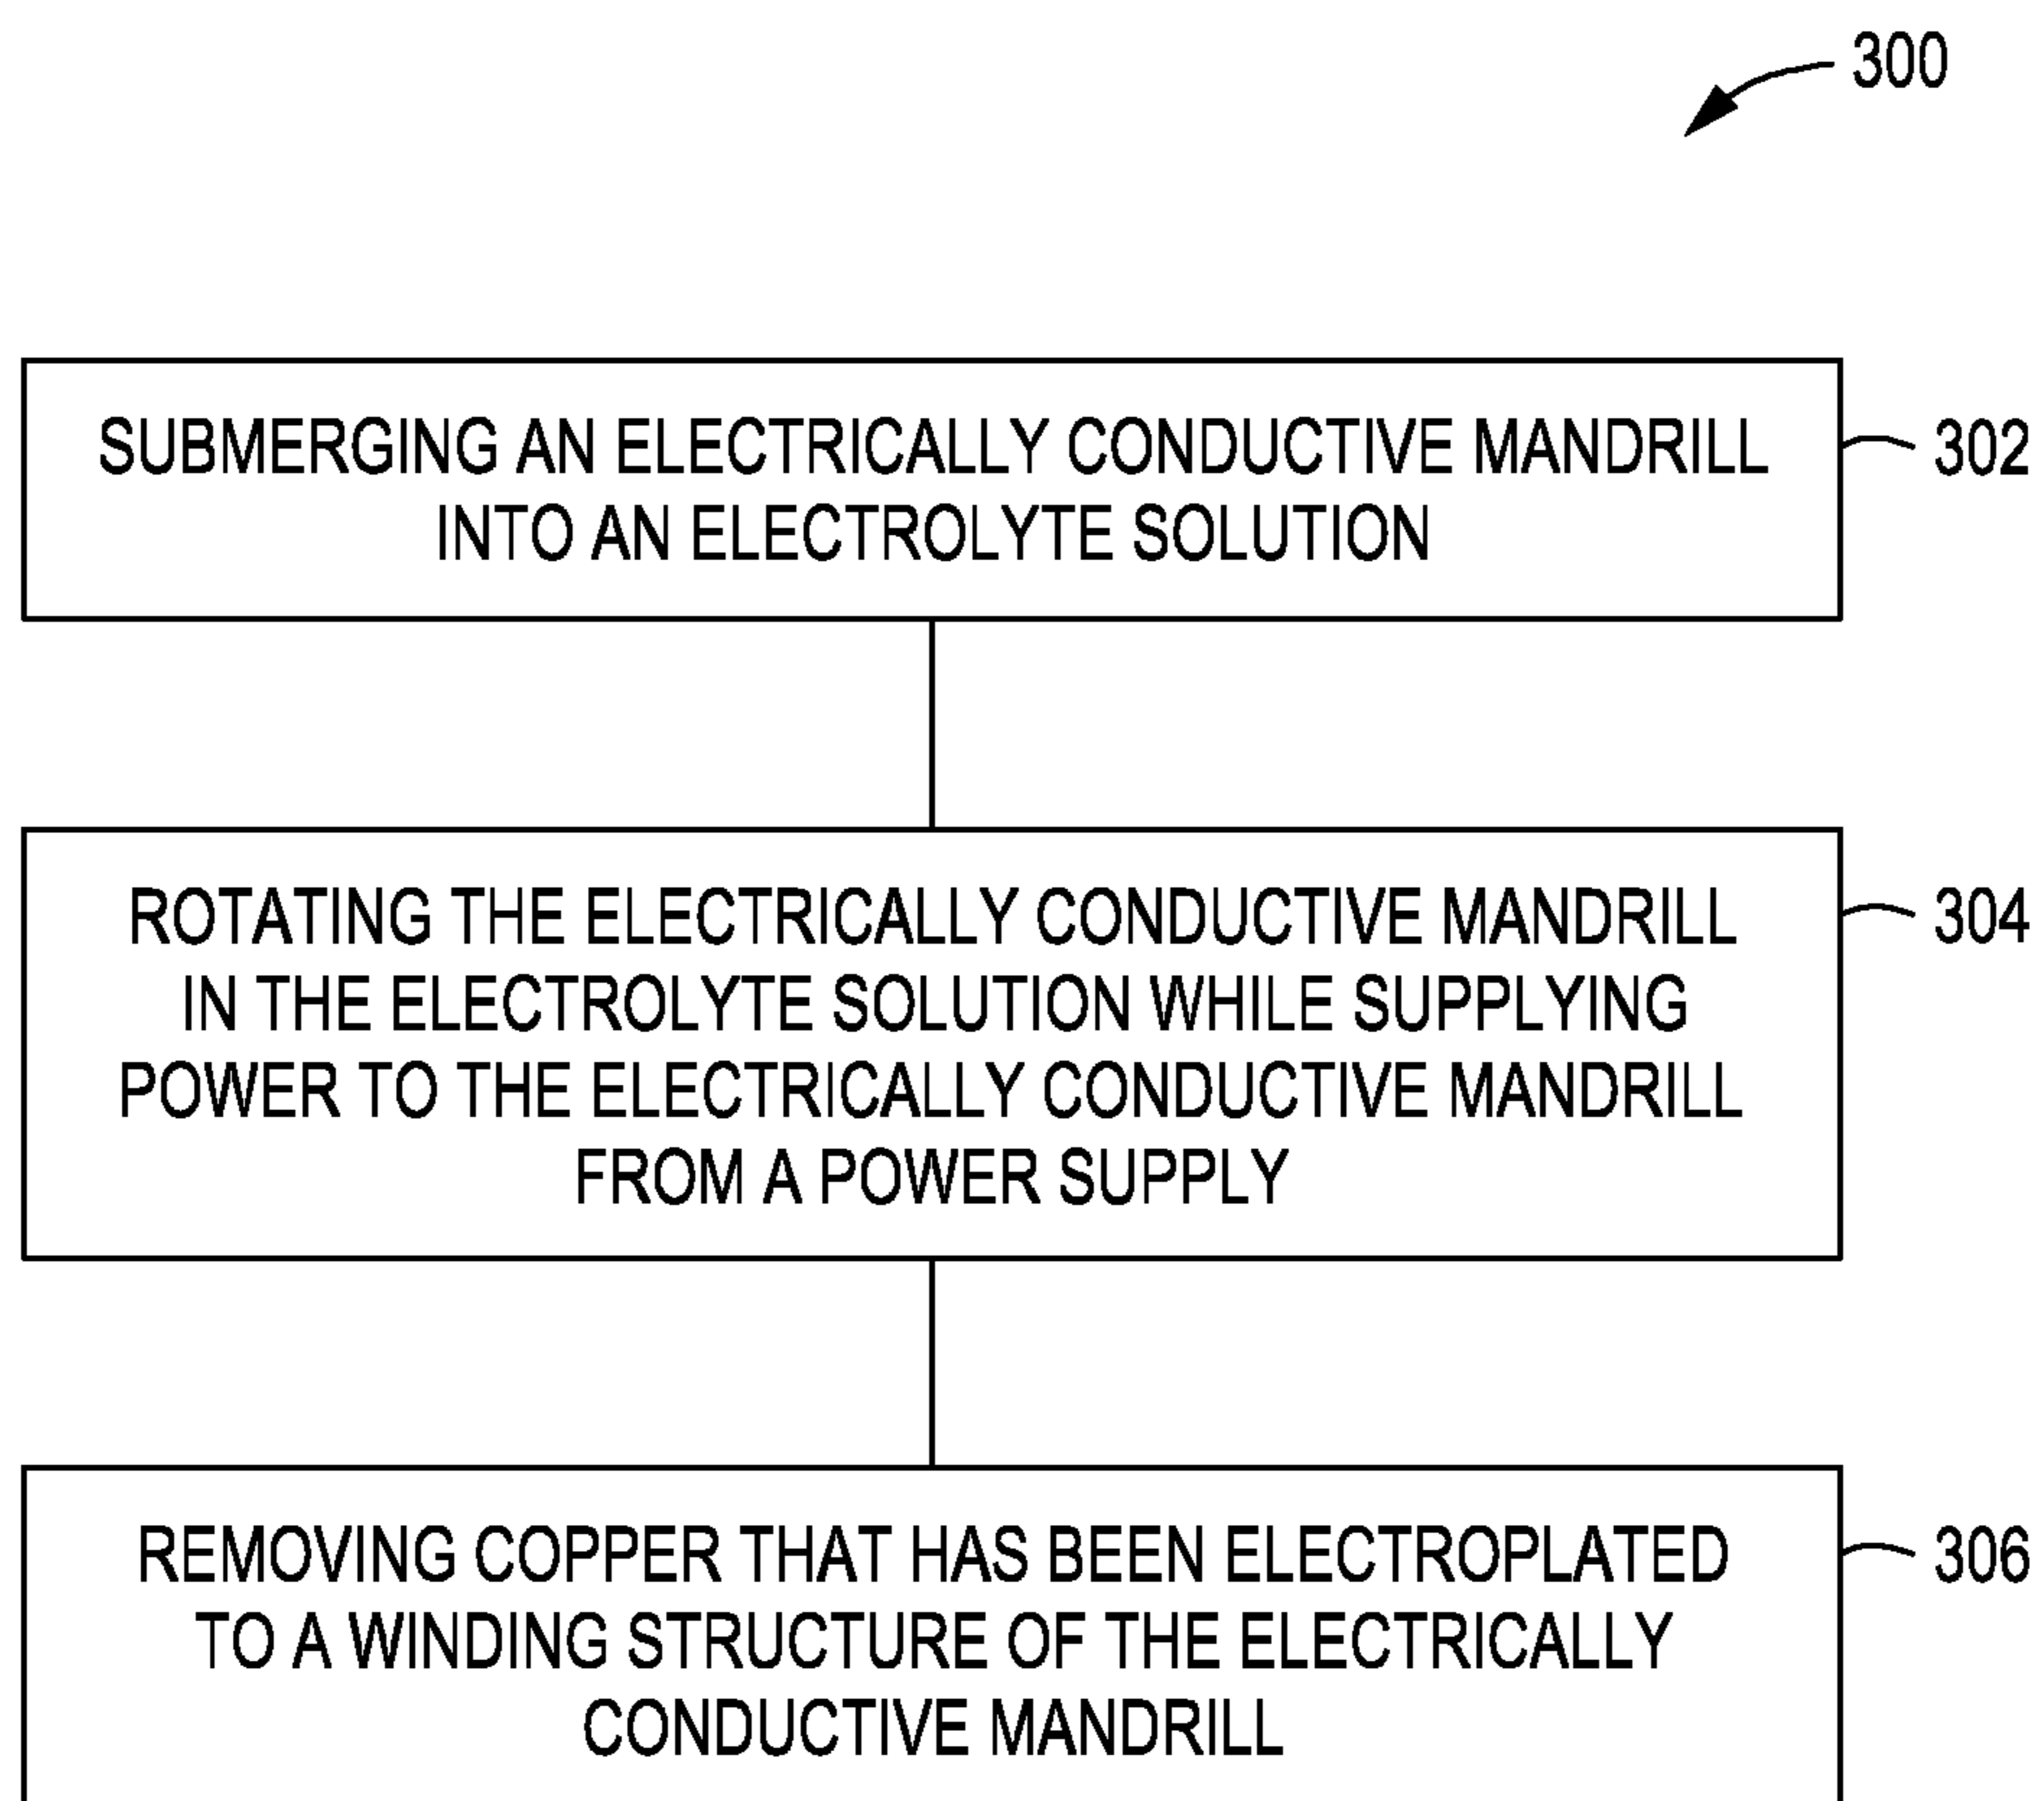 300
SUBMERGING AN ELECTRICALLY CONDUCTIVE MANDRILL
INTO AN ELECTROLYTE SOLUTION
302
ROTATING THE ELECTRICALLY CONDUCTIVE MANDRILL
IN THE ELECTROLYTE SOLUTION WHILE SUPPLYING
POWER TO THE ELECTRICALLY CONDUCTIVE MANDRILL
FROM A POWER SUPPLY
304
REMOVING COPPER THAT HAS BEEN ELECTROPLATED
TO A WINDING STRUCTURE OF THE ELECTRICALLY
CONDUCTIVE MANDRILL
306